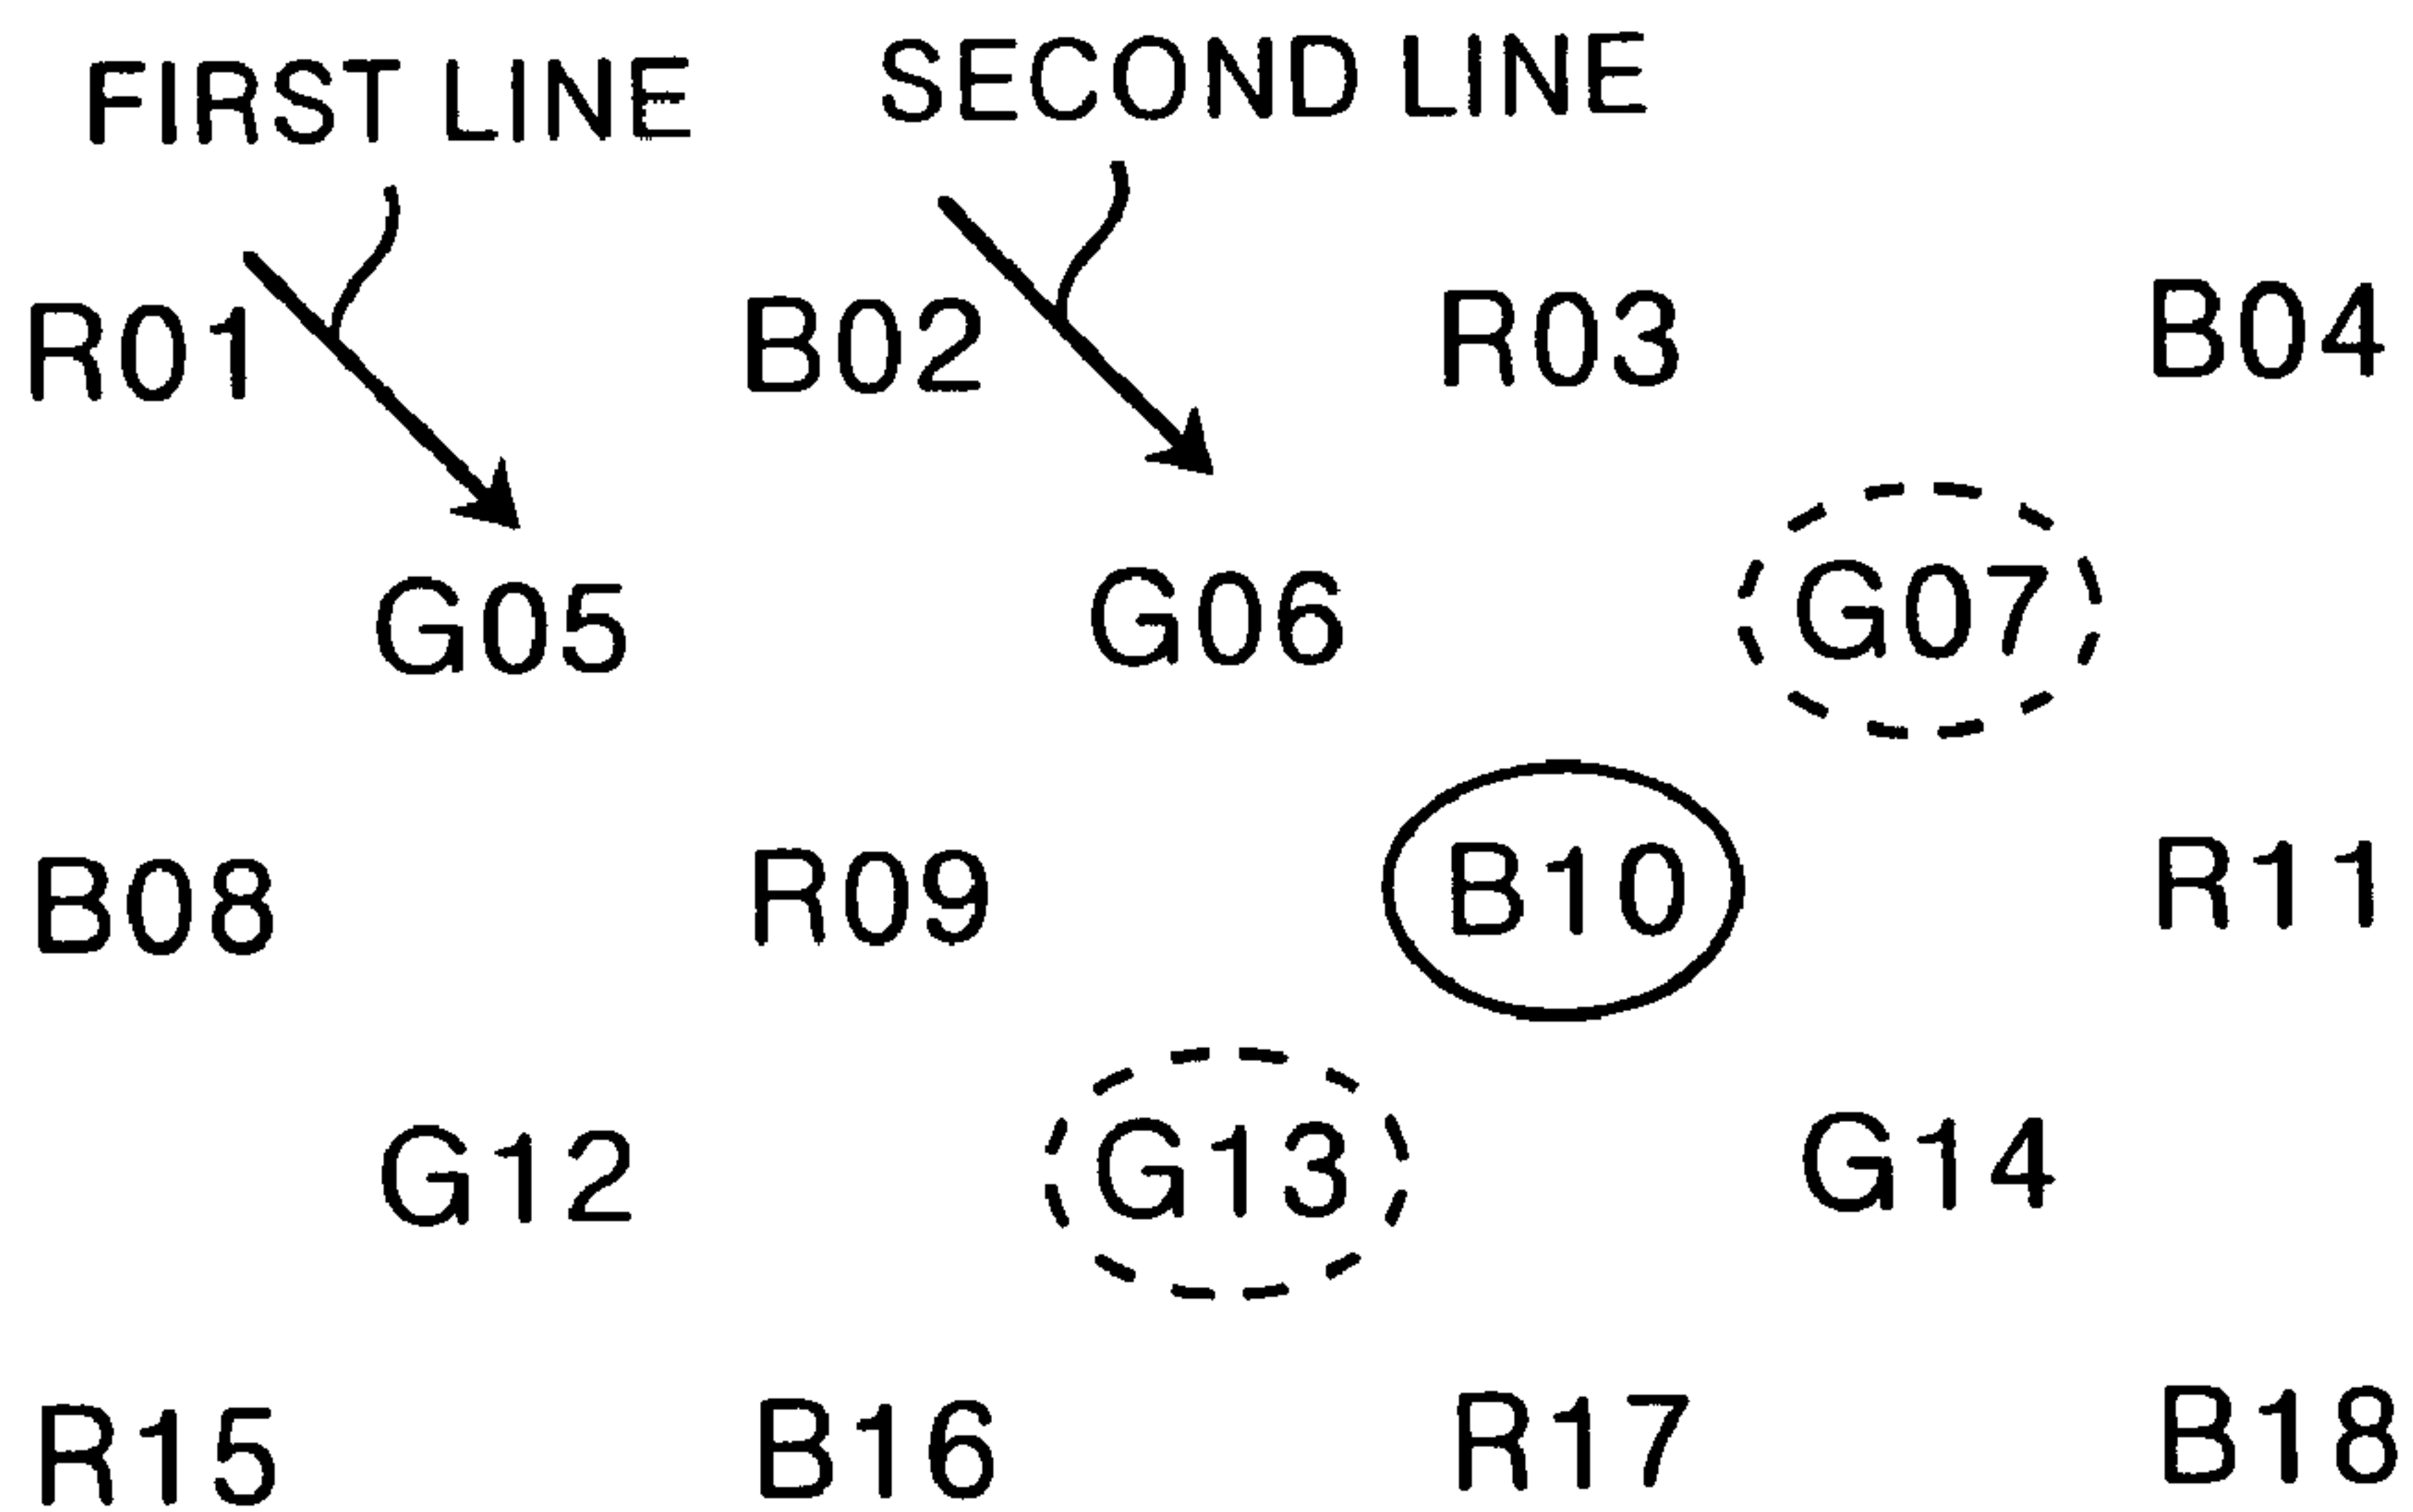 FIRST LINE SECOND LINE
R01 B02 R03 B04
G05 G06 G07
B08 R09 B10 R11
G12 G13 G14
R15 B16 R17 B18